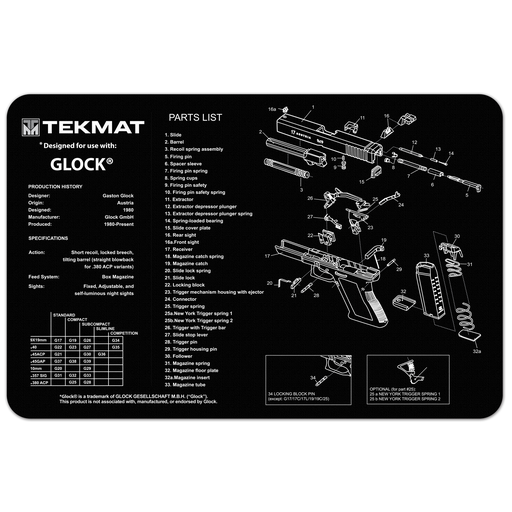 TEKMAT
* Designed for use with:
GLOCK®
PRODUCTION HISTORY
Designer: Gaston Glock
Origin: Austria
Designed: 1980
Manufacturer: Glock GmbH
Produced: 1980-Present
SPECIFICATIONS
Action: Short recoil, locked breech,
tilting barrel (straight blowback
for .380 ACP variants)
Feed System: Box Magazine
Sights: Fixed, Adjustable, and
self-luminous night sights
STANDARD
COMPACT
SUBCOMPACT
SLIMLINE
COMPETITION
9X19mm G17 G19 G26 G34
.40 G22 G23 G27 G35
.45ACP G21 G30 G36
.45GAP G37 G38 G39
10mm G20 G29
.357 SIG G31 G32 G33
.380 ACP G25 G28
PARTS LIST
1. Slide
2. Barrel
3. Recoil spring assembly
5. Firing pin
6. Spacer sleeve
7. Firing pin spring
8. Spring cups
9. Firing pin safety
10. Firing pin safety spring
11. Extractor
12. Extractor depressor plunger
13. Extractor depressor plunger spring
14. Spring-loaded bearing
15. Slide cover plate
16. Rear sight
16a.Front sight
17. Receiver
18. Magazine catch spring
19. Magazine catch
20. Slide lock spring
21. Slide lock
22. Locking block
23. Trigger mechanism housing with ejector
24. Connector
25. Trigger spring
25a.New York Trigger spring 1
25b.New York Trigger spring 2
26. Trigger with Trigger bar
27. Slide stop lever
28. Trigger pin
29. Trigger housing pin
30. Follower
31. Magazine spring
32. Magazine floor plate
32a.Magazine insert
33. Magazine tube
34 LOCKING BLOCK PIN
(except. G17/17C/17L/19/19C/25)
OPTIONAL (for part #25):
25 a NEW YORK TRIGGER SPRING 1
25 b NEW YORK TRIGGER SPRING 2
*Glock® is a trademark of GLOCK GESELLSCHAFT M.B.H. ("Glock").
This product is not associated with, manufactured, or endorsed by Glock.